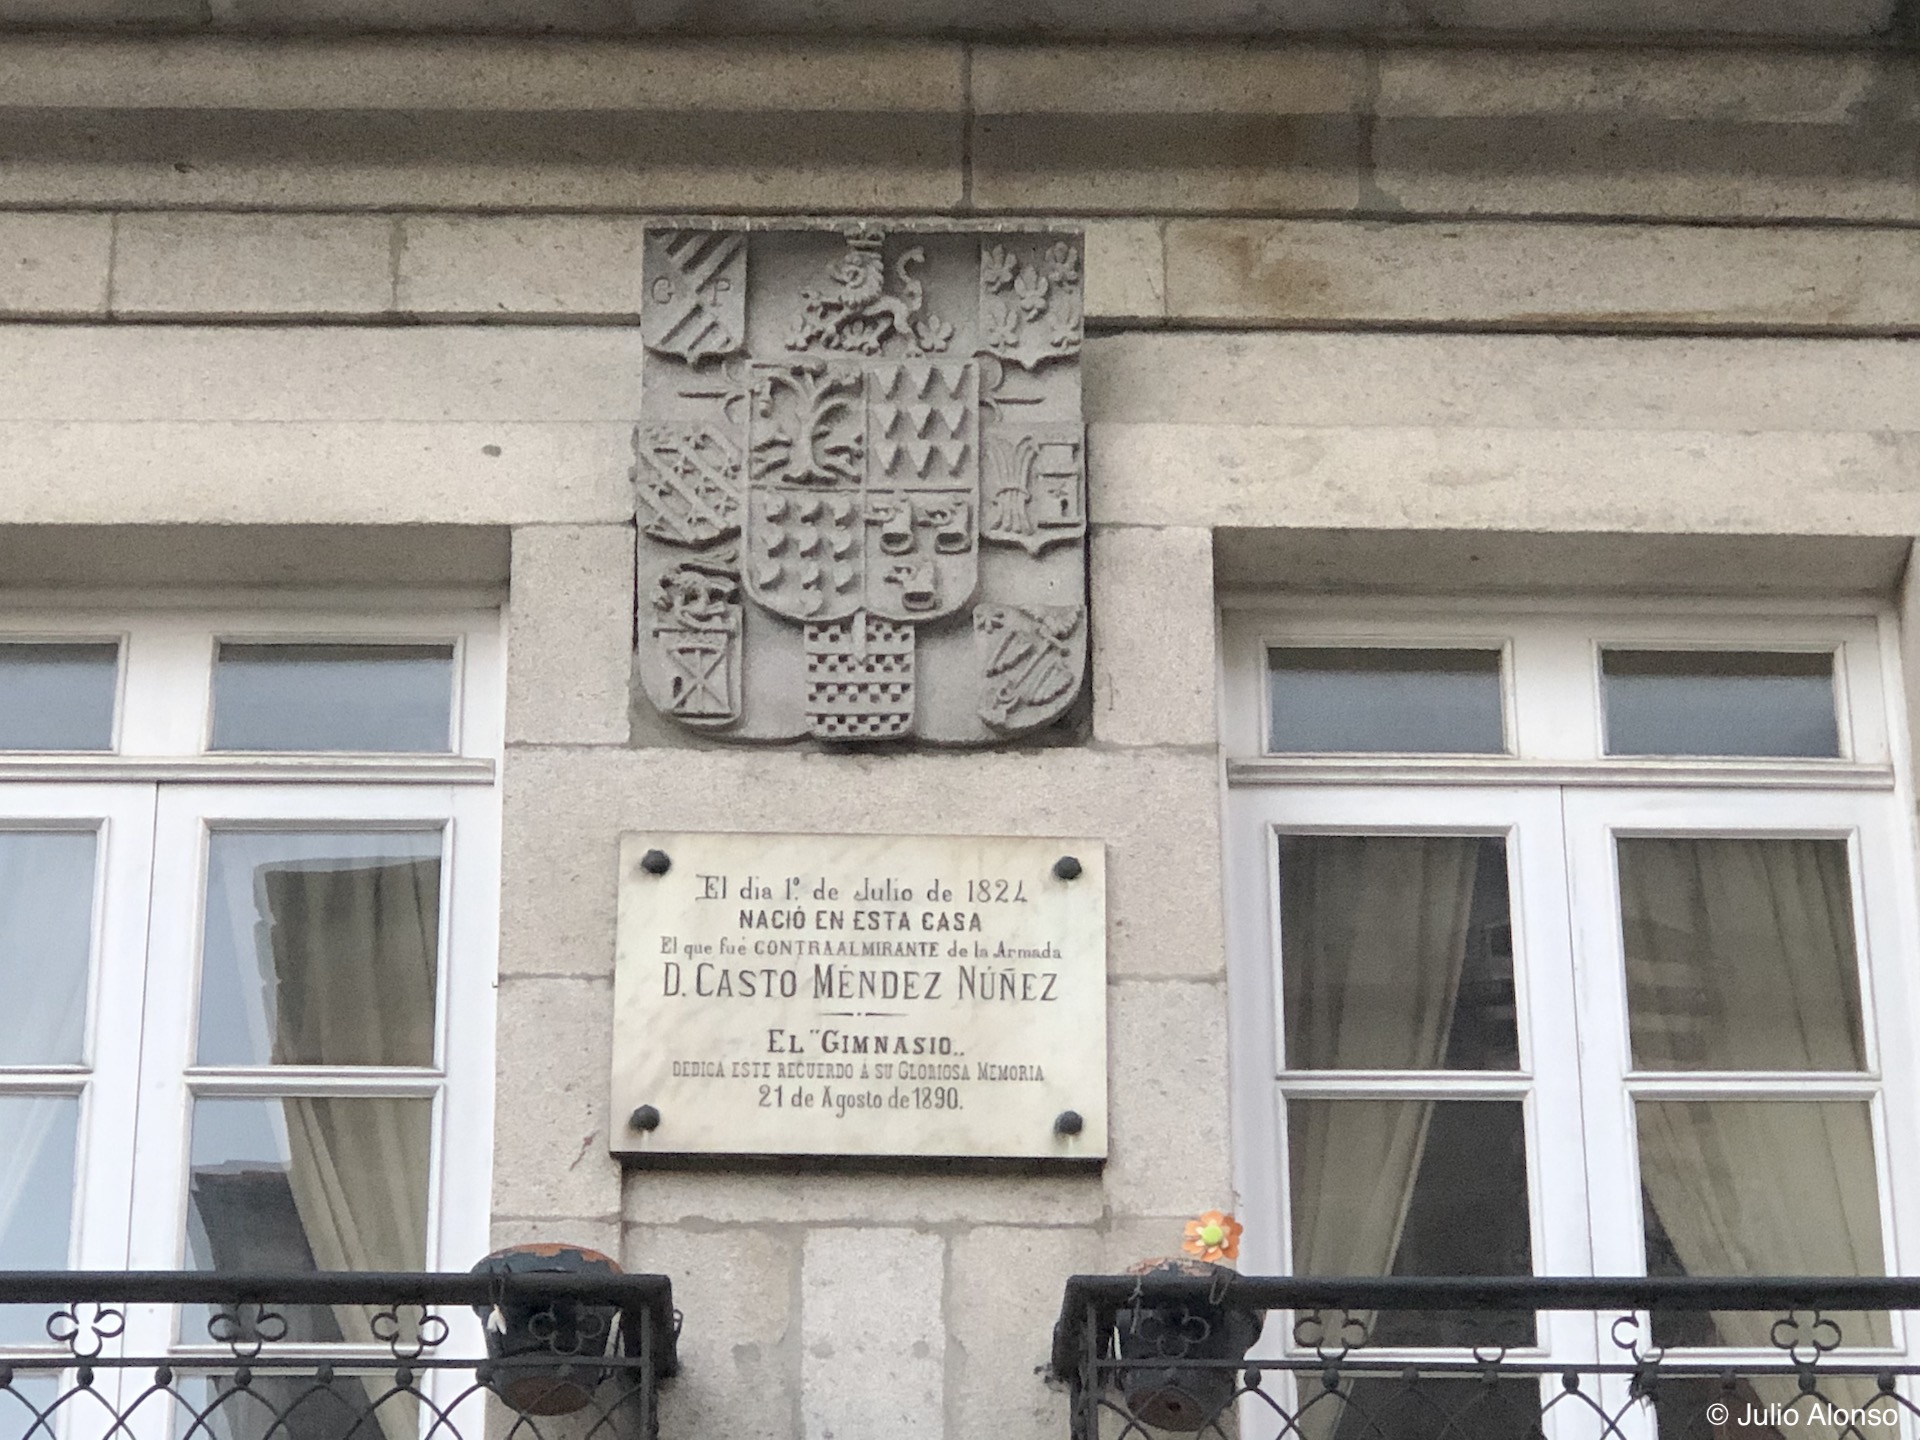 G P
El dia 1º. de Julio de 1824
NACIÓ EN ESTA CASA
El que fué CONTRAALMIRANTE de la Armada
D. CASTO MÉNDEZ NÚÑEZ
EL "GIMNASIO„
DEDICA ESTE RECUERDO Á SU GLORIOSA MEMORIA
21 de Agosto de 1890.
© Julio Alonso